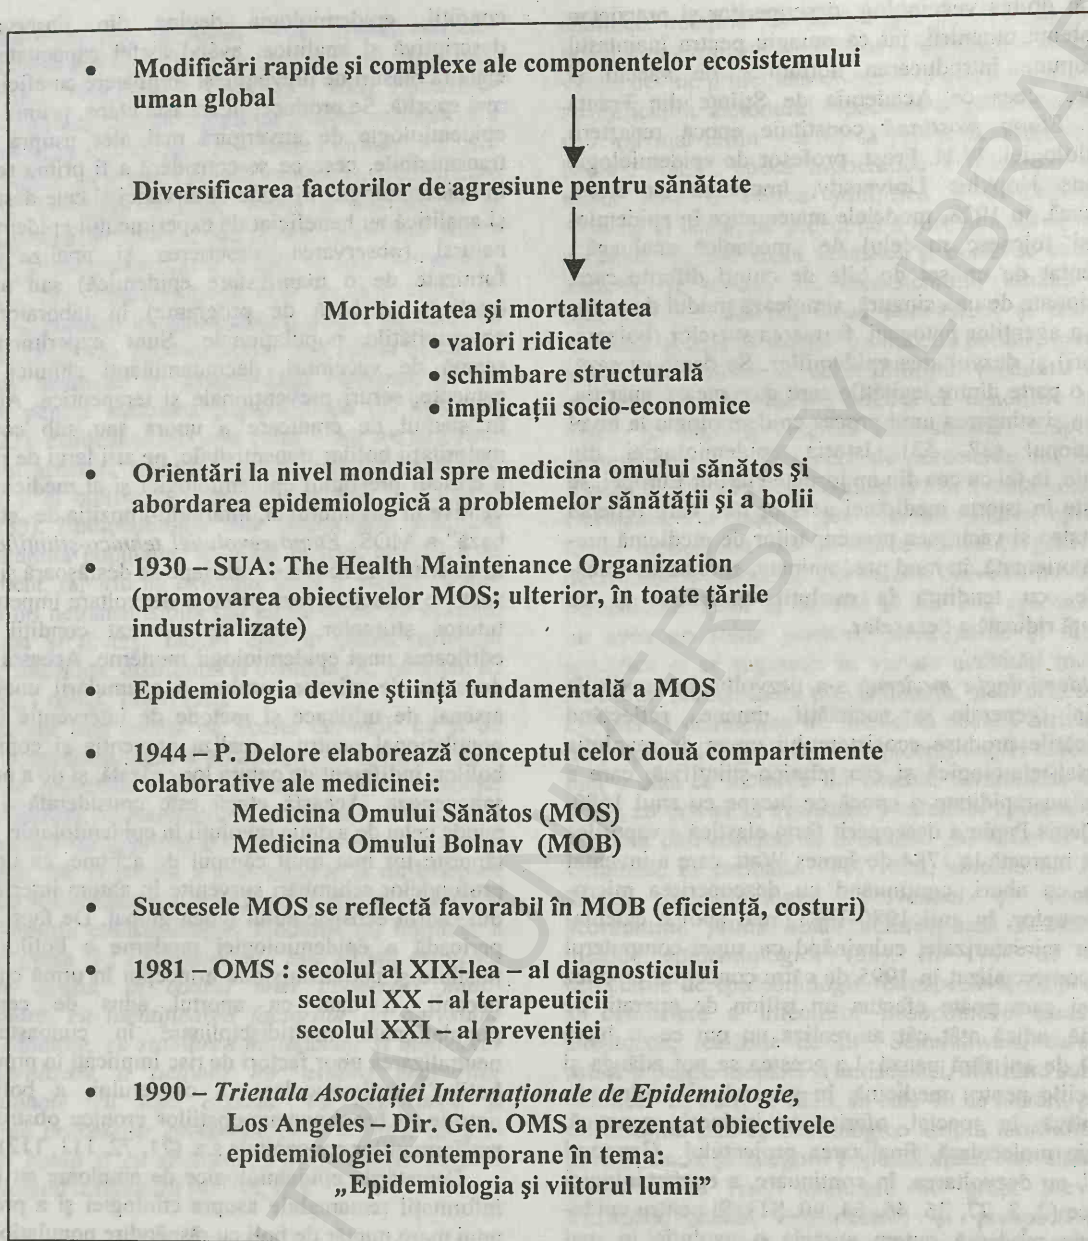 • Modificări rapide şi complexe ale componentelor ecosistemului
uman global
Diversificarea factorilor de agresiune pentru sănătate
Morbiditatea şi mortalitatea
• valori ridicate
• schimbare structurală
• implicaţii socio-economice
• Orientări la nivel mondial spre medicina omului sănătos şi
abordarea epidemiologică a problemelor sănătăţii şi a bolii
• 1930 – SUA: The Health Maintenance Organization
(promovarea obiectivelor MOS; ulterior, în toate ţările
industrializate)
• Epidemiologia devine ştiinţă fundamentală a MOS
• 1944 – P. Delore elaborează conceptul celor două compartimente
colaborative ale medicinei:
Medicina Omului Sănătos (MOS)
Medicina Omului Bolnav (MOB)
• Succesele MOS se reflectă favorabil în MOB (eficienţă, costuri)
• 1981 – OMS : secolul al XIX-lea – al diagnosticului
secolul XX – al terapeuticii
secolul XXI – al prevenţiei
• 1990 – Trienala Asociaţiei Internaţionale de Epidemiologie,
Los Angeles – Dir. Gen. OMS a prezentat obiectivele
epidemiologiei contemporane în tema:
„Epidemiologia şi viitorul lumii”
UNIVERSITY LIBRAR